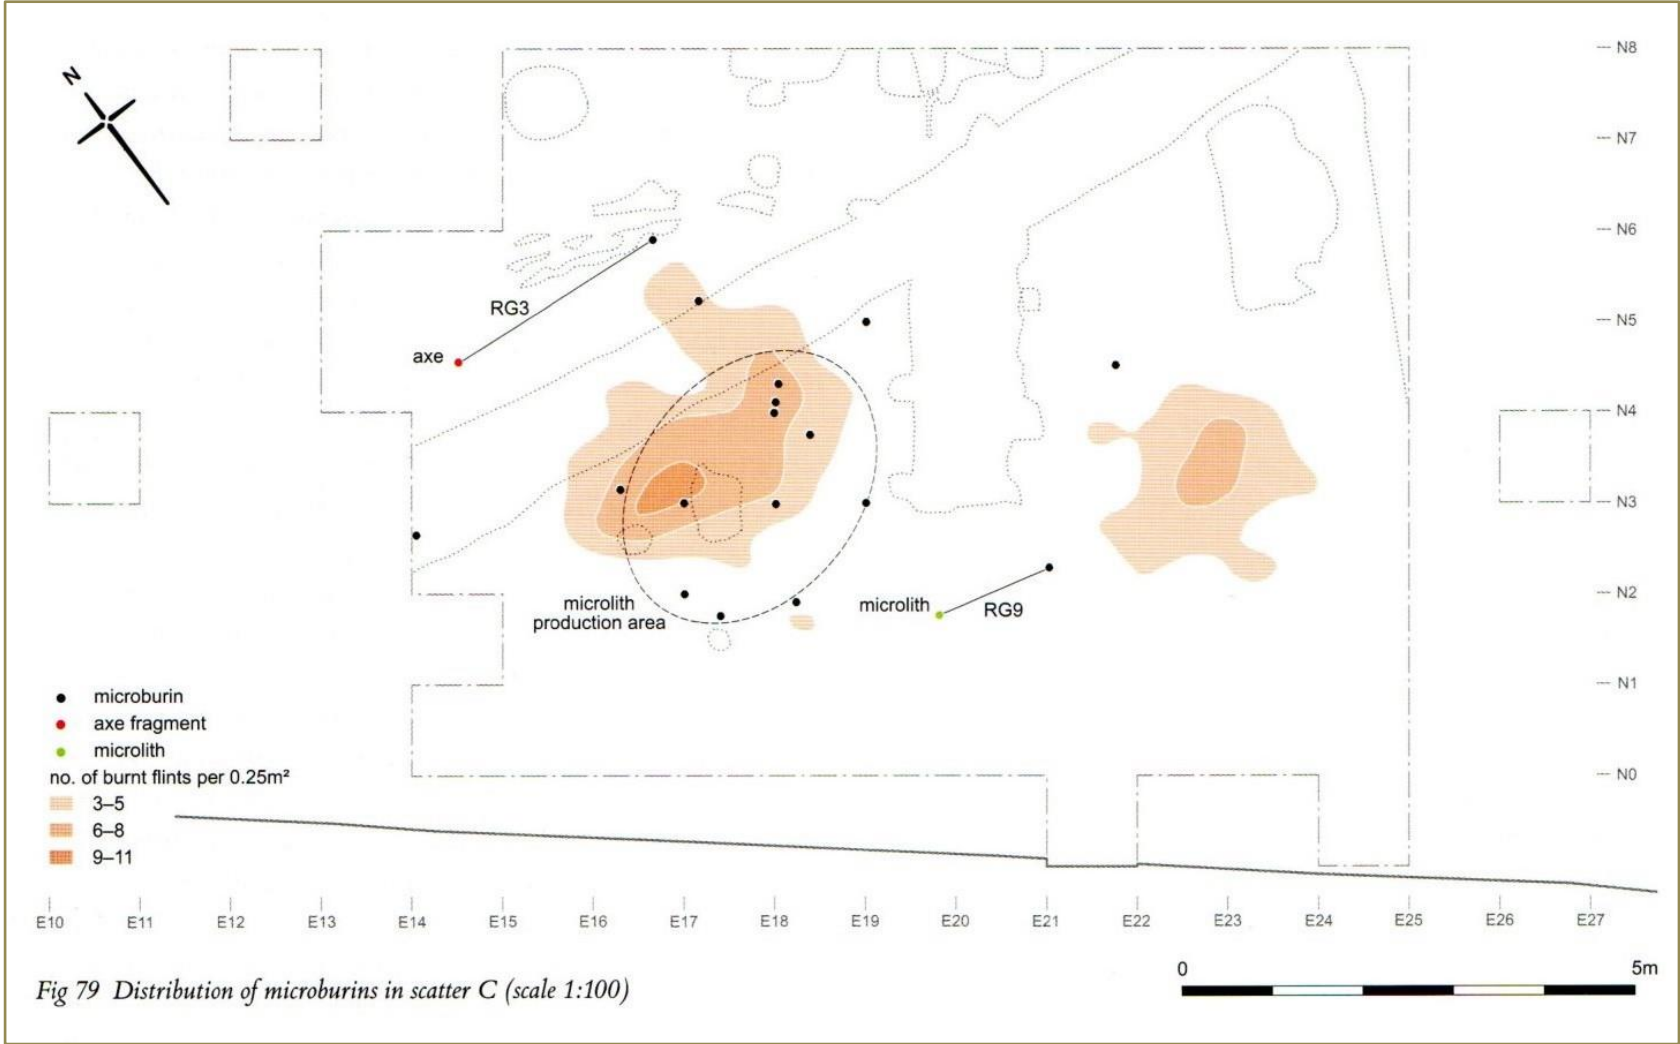 N
N8
N7
N6
N5
N4
N3
N2
N1
N0
RG3
axe
microlith
production area
microlith
RG9
microburin
axe fragment
microlith
no. of burnt flints per 0.25m²
3–5
6–8
9–11
E10 E11 E12 E13 E14 E15 E16 E17 E18 E19 E20 E21 E22 E23 E24 E25 E26 E27
0 5m
Fig 79 Distribution of microburins in scatter C (scale 1:100)